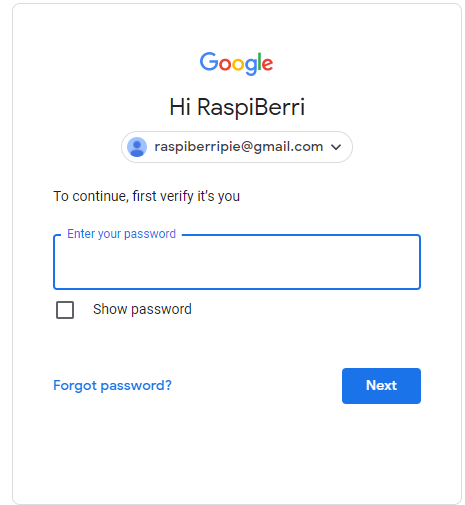 Google
Hi RaspiBerri
raspiberripie@gmail.com
To continue, first verify it’s you
Enter your password
Show password
Forgot password?
Next